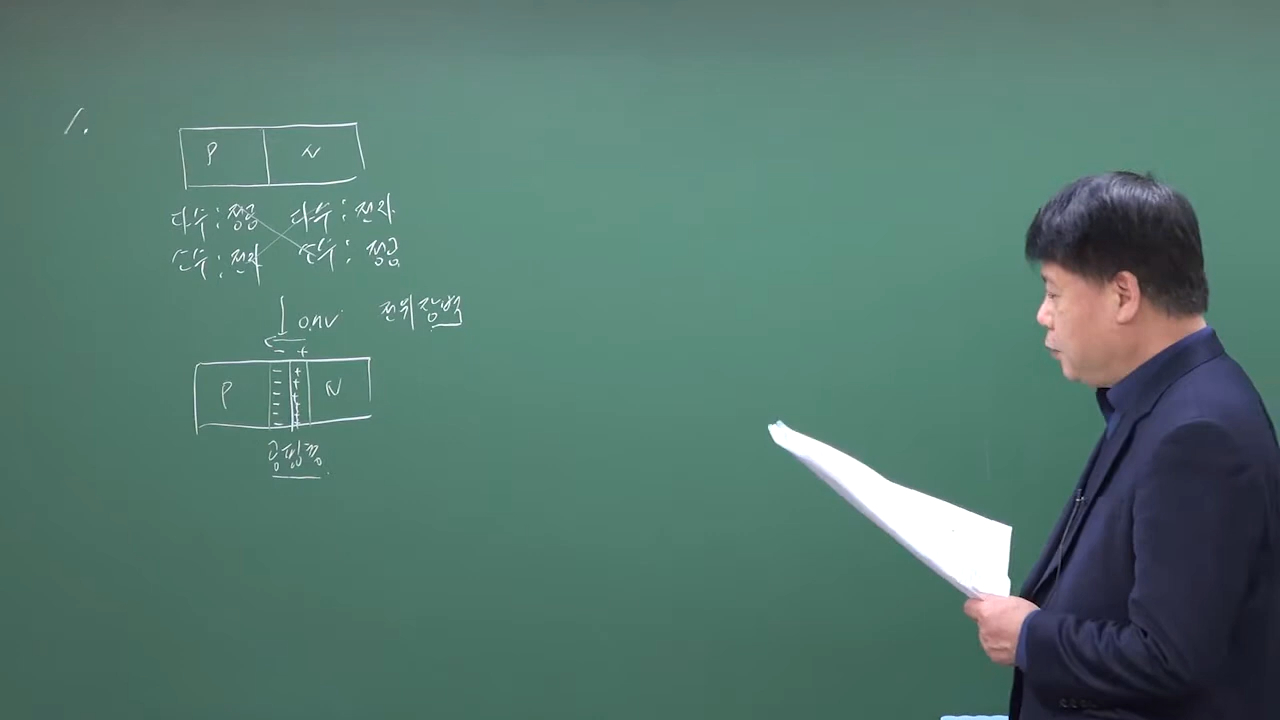 1.
P N
다수 : 정공 다수 : 전자
소수 : 전자 소수 : 정공
0.7V 전위장벽
- +
P - + N
- +
- +
- +
- +
공핍층